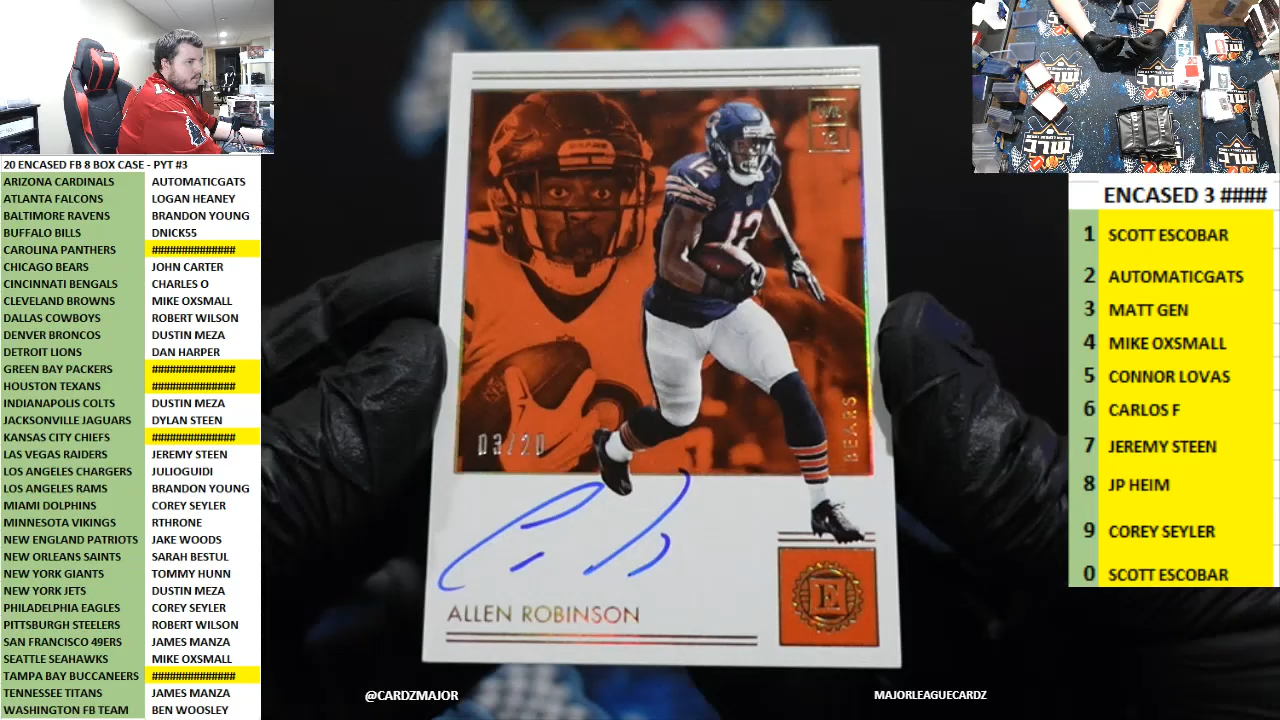 20 ENCASED FB 8 BOX CASE - PYT #3
ARIZONA CARDINALS AUTOMATICGATS
ATLANTA FALCONS LOGAN HEANEY
BALTIMORE RAVENS BRANDON YOUNG
BUFFALO BILLS DNICK55
CAROLINA PANTHERS ##############
CHICAGO BEARS JOHN CARTER
CINCINNATI BENGALS CHARLES O
CLEVELAND BROWNS MIKE OXSMALL
DALLAS COWBOYS ROBERT WILSON
DENVER BRONCOS DUSTIN MEZA
DETROIT LIONS DAN HARPER
GREEN BAY PACKERS ##############
HOUSTON TEXANS ##############
INDIANAPOLIS COLTS DUSTIN MEZA
JACKSONVILLE JAGUARS DYLAN STEEN
KANSAS CITY CHIEFS ##############
LAS VEGAS RAIDERS JEREMY STEEN
LOS ANGELES CHARGERS JULIOGUIDI
LOS ANGELES RAMS BRANDON YOUNG
MIAMI DOLPHINS COREY SEYLER
MINNESOTA VIKINGS RTHRONE
NEW ENGLAND PATRIOTS JAKE WOODS
NEW ORLEANS SAINTS SARAH BESTUL
NEW YORK GIANTS TOMMY HUNN
NEW YORK JETS DUSTIN MEZA
PHILADELPHIA EAGLES COREY SEYLER
PITTSBURGH STEELERS ROBERT WILSON
SAN FRANCISCO 49ERS JAMES MANZA
SEATTLE SEAHAWKS MIKE OXSMALL
TAMPA BAY BUCCANEERS ##############
TENNESSEE TITANS JAMES MANZA
WASHINGTON FB TEAM BEN WOOSLEY
WR
12
12
12
03/20
BEARS
ALLEN ROBINSON
E
@CARDZMAJOR
MAJORLEAGUECARDZ
ENCASED 3 ####
1 SCOTT ESCOBAR
2 AUTOMATICGATS
3 MATT GEN
4 MIKE OXSMALL
5 CONNOR LOVAS
6 CARLOS F
7 JEREMY STEEN
8 JP HEIM
9 COREY SEYLER
0 SCOTT ESCOBAR